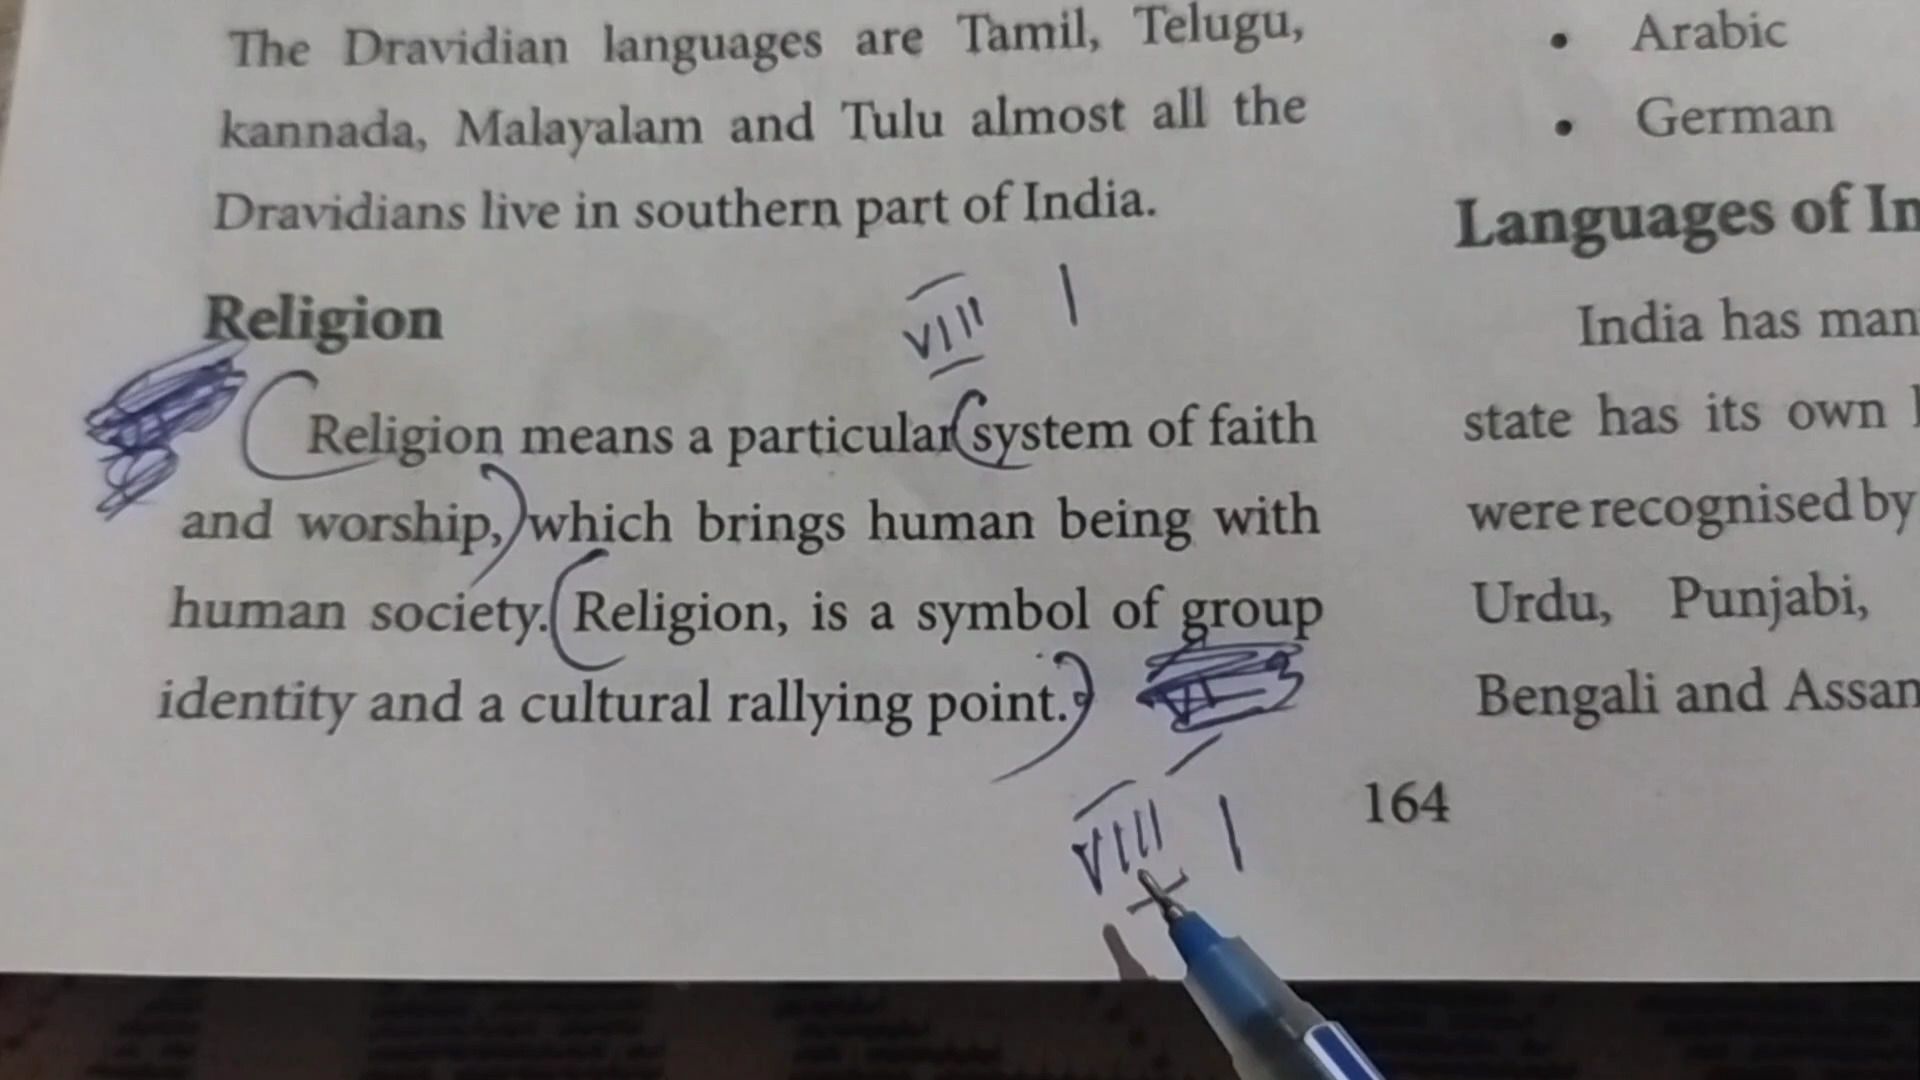 The Dravidian languages are Tamil, Telugu,
kannada, Malayalam and Tulu almost all the
Dravidians live in southern part of India.
Religion
VIII I
Religion means a particular system of faith
and worship, which brings human being with
human society. Religion, is a symbol of group
identity and a cultural rallying point.
VIII I
• Arabic
• German
Languages of
India has
state has its own
were recognised by
Urdu, Punjabi,
Bengali and
164